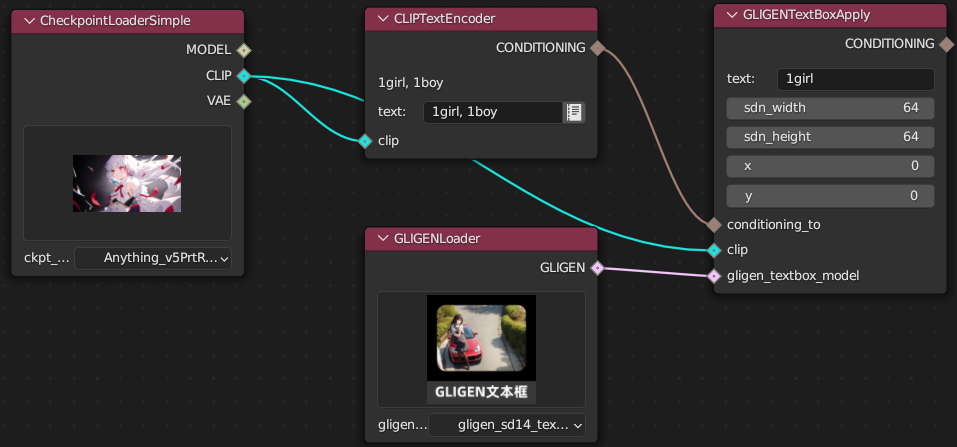 CheckpointLoaderSimple
MODEL
CLIP
VAE
ckpt_...
Anything_v5PrtR...
CLIPTextEncoder
CONDITIONING
1girl, 1boy
text:
1girl, 1boy
clip
GLIGENLoader
GLIGEN
GLIGEN文本框
gligen...
gligen_sd14_tex...
GLIGENTextBoxApply
CONDITIONING
text:
1girl
sdn_width 64
sdn_height 64
x 0
y 0
conditioning_to
clip
gligen_textbox_model